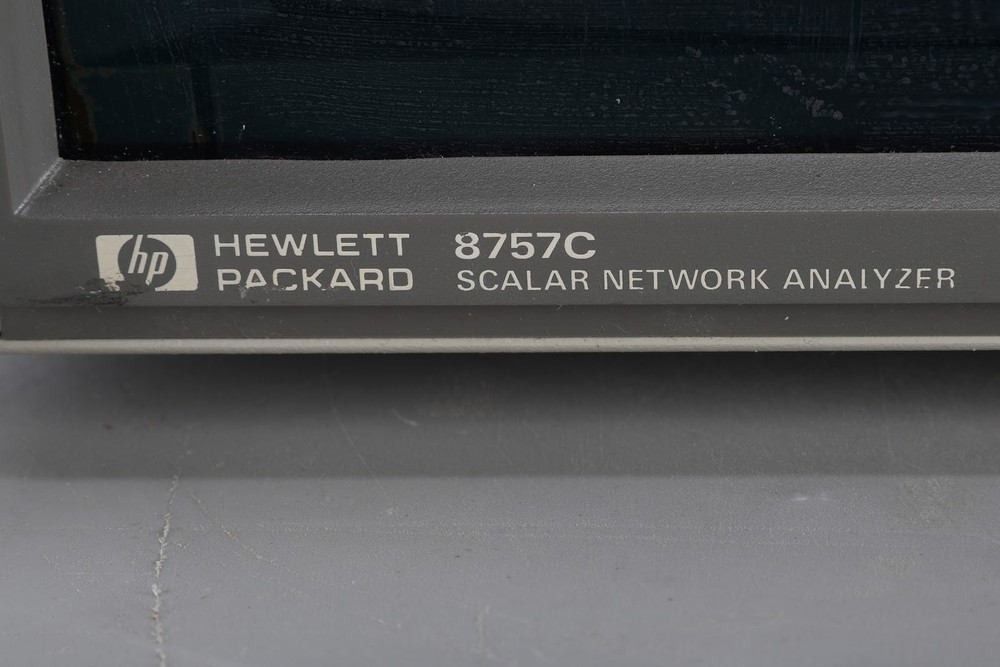 hp HEWLETT PACKARD
8757C
SCALAR NETWORK ANALYZER